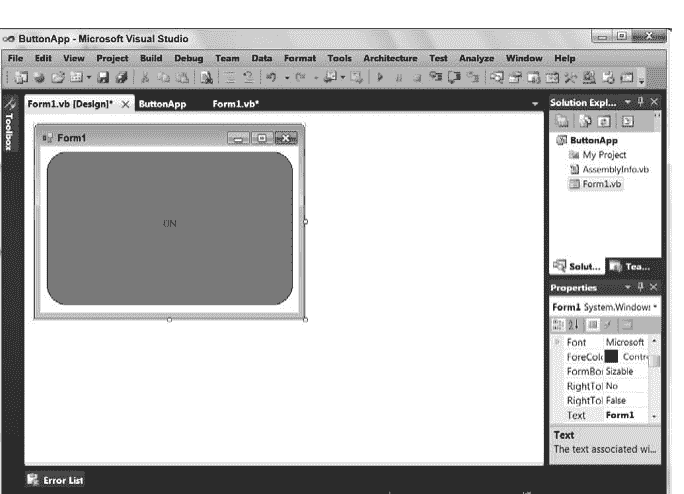 ButtonApp - Microsoft Visual Studio
File Edit View Project Build Debug Team Data Format Tools Architecture Test Analyze Window Help
Toolbox
Form1.vb [Design]* ButtonApp Form1.vb*
Form1
ON
Solution Expl...
ButtonApp
My Project
AssemblyInfo.vb
Form1.vb
Solut... Tea...
Properties
Form1 System.Window
Font Microsoft
ForeColo Contr
FormBor Sizable
RightTol No
RightTol False
Text Form1
Text
The text associated wi...
Error List